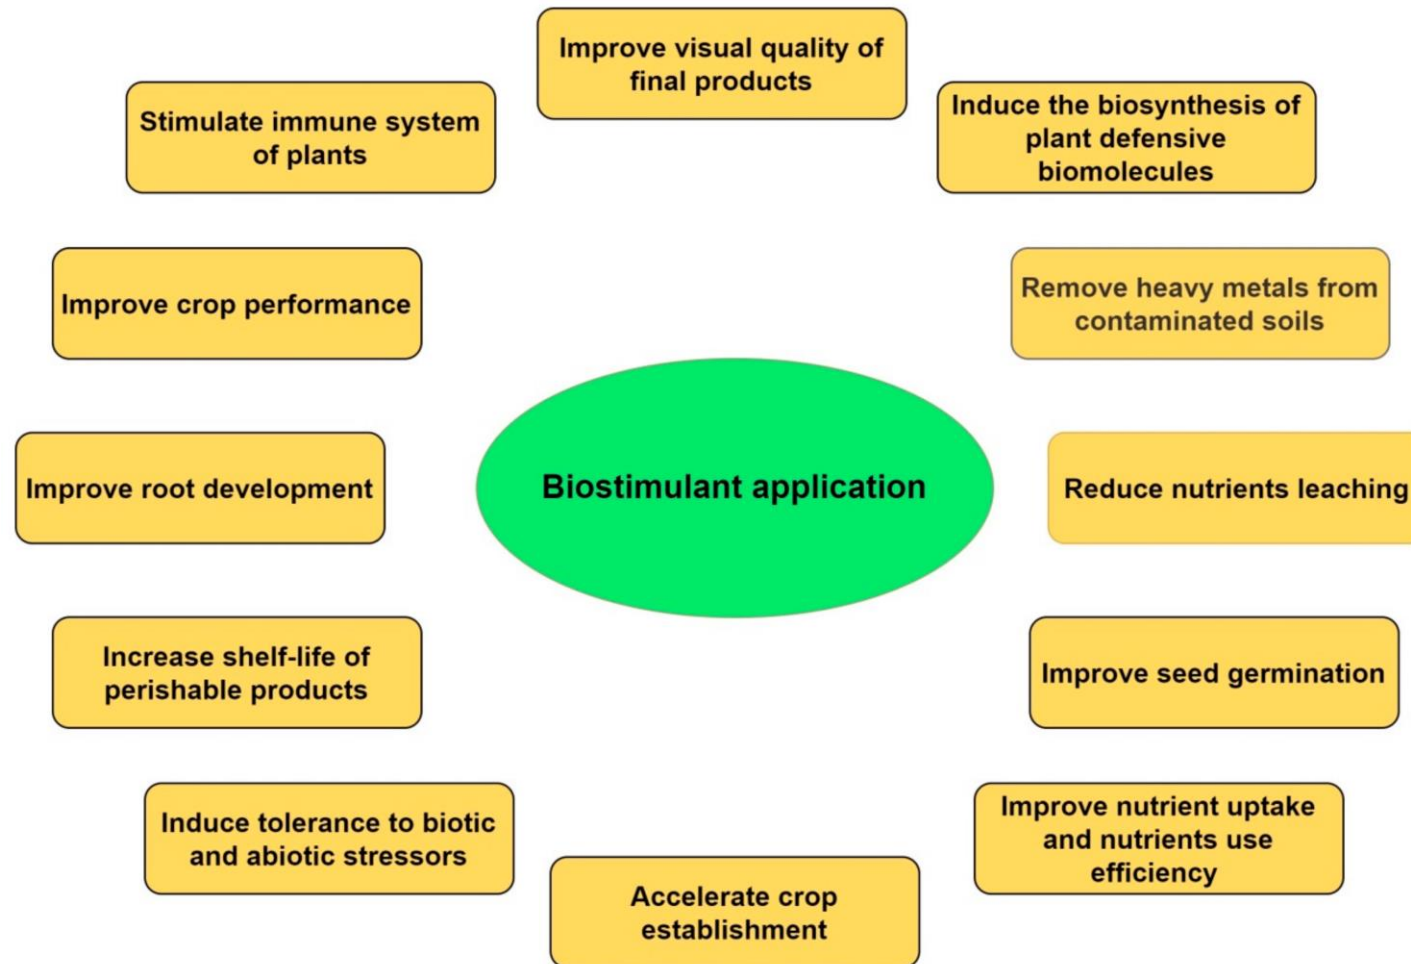 Improve visual quality of
final products
Stimulate immune system
of plants
Induce the biosynthesis of
plant defensive
biomolecules
Improve crop performance
Remove heavy metals from
contaminated soils
Biostimulant application
Improve root development
Reduce nutrients leaching
Increase shelf-life of
perishable products
Improve seed germination
Induce tolerance to biotic
and abiotic stressors
Improve nutrient uptake
and nutrients use
efficiency
Accelerate crop
establishment